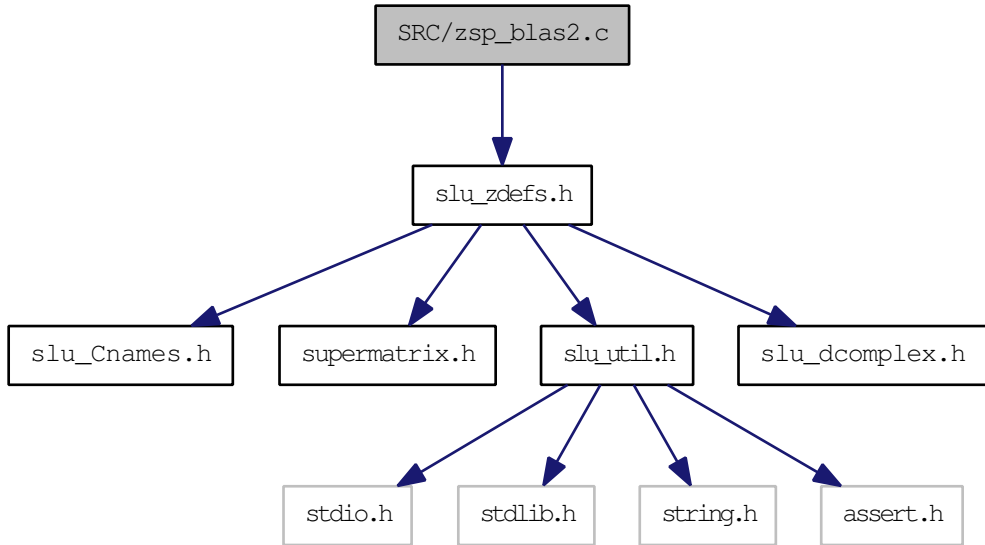 SRC/zsp_blas2.c
slu_zdefs.h
slu_Cnames.h
supermatrix.h
slu_util.h
slu_dcomplex.h
stdio.h
stdlib.h
string.h
assert.h